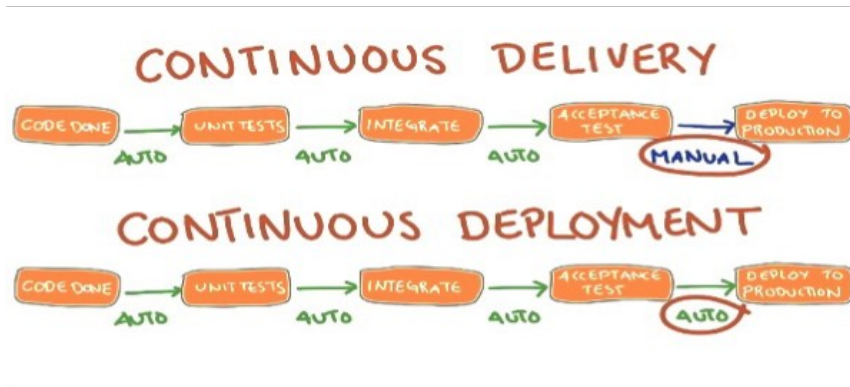 CONTINUOUS DELIVERY
CODE DONE
UNIT TESTS
INTEGRATE
ACCEPTANCE
TEST
DEPLOY TO
PRODUCTION
AUTO
AUTO
AUTO
MANUAL
CONTINUOUS DEPLOYMENT
CODE DONE
UNIT TESTS
INTEGRATE
ACCEPTANCE
TEST
DEPLOY TO
PRODUCTION
AUTO
AUTO
AUTO
AUTO